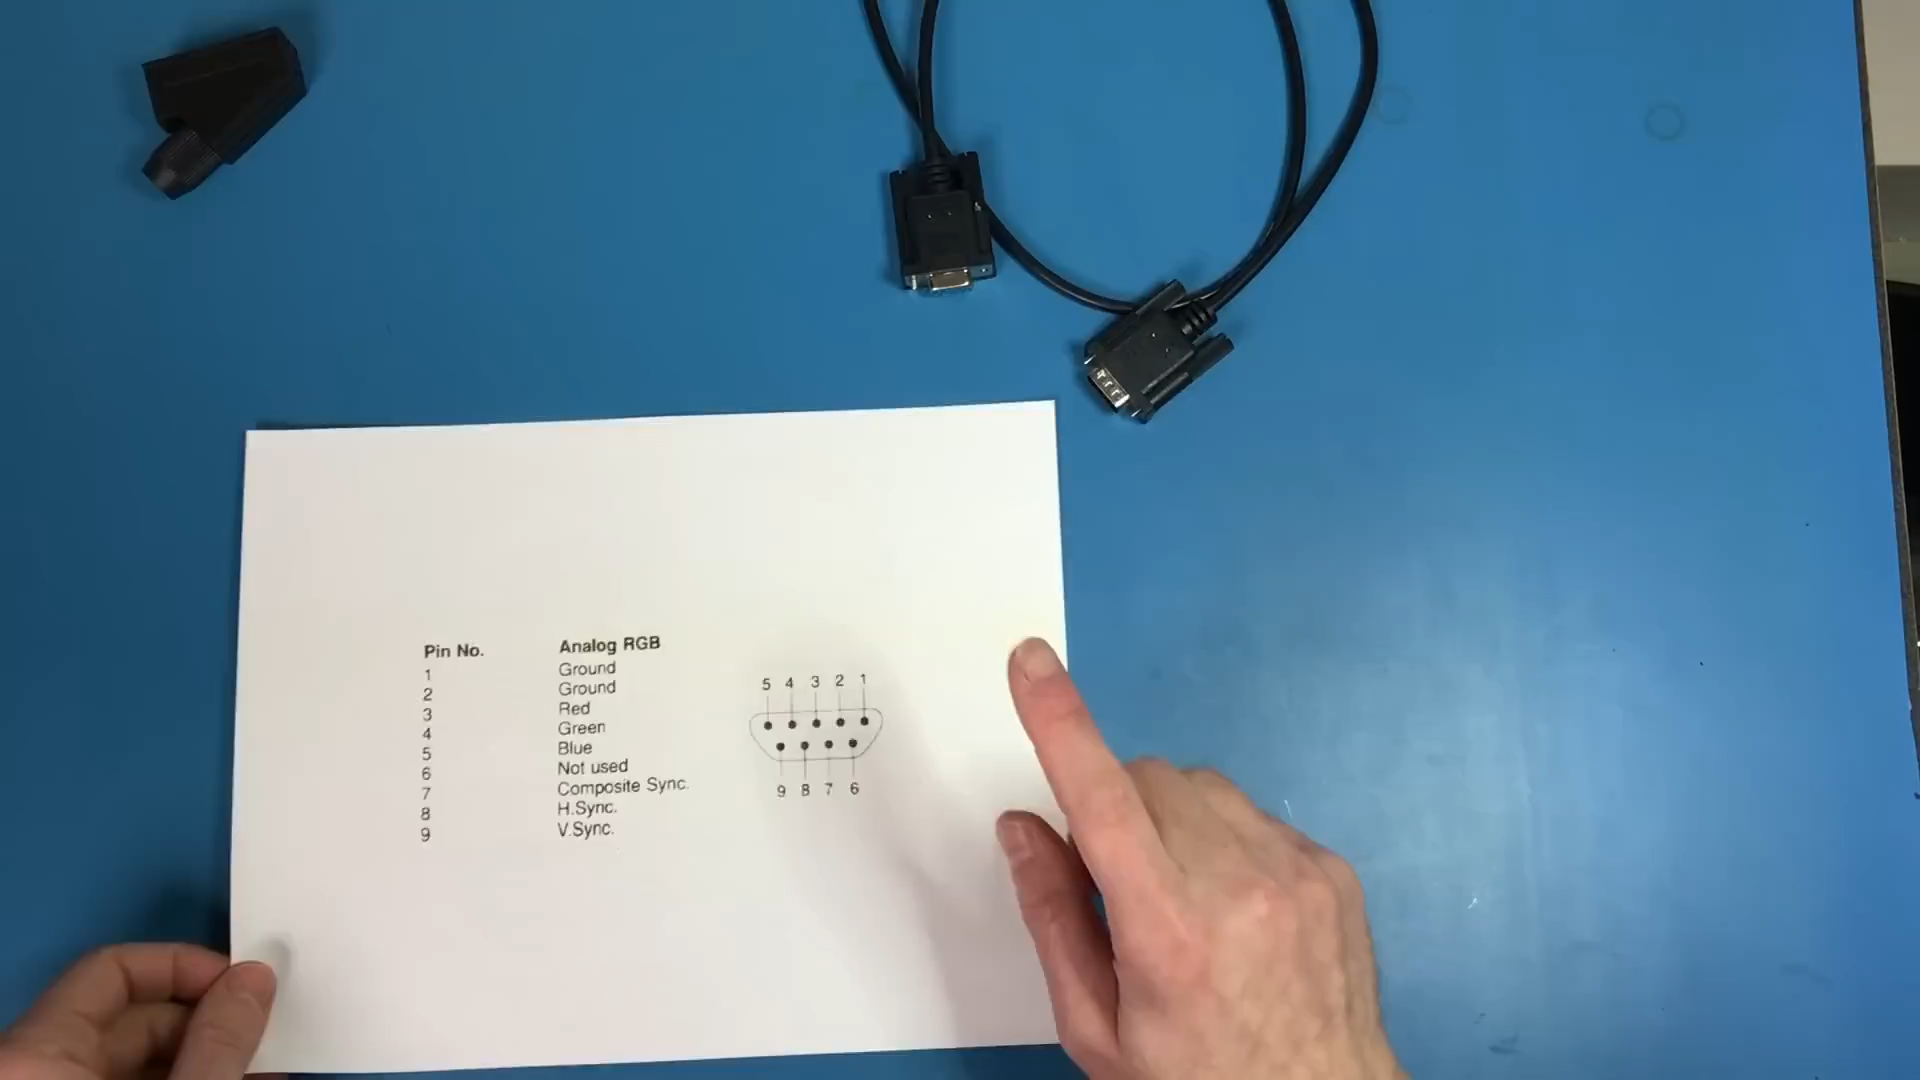 Pin No. Analog RGB
1 Ground
2 Ground
3 Red
4 Green
5 Blue
6 Not used
7 Composite Sync.
8 H.Sync.
9 V.Sync.
5 4 3 2 1
9 8 7 6